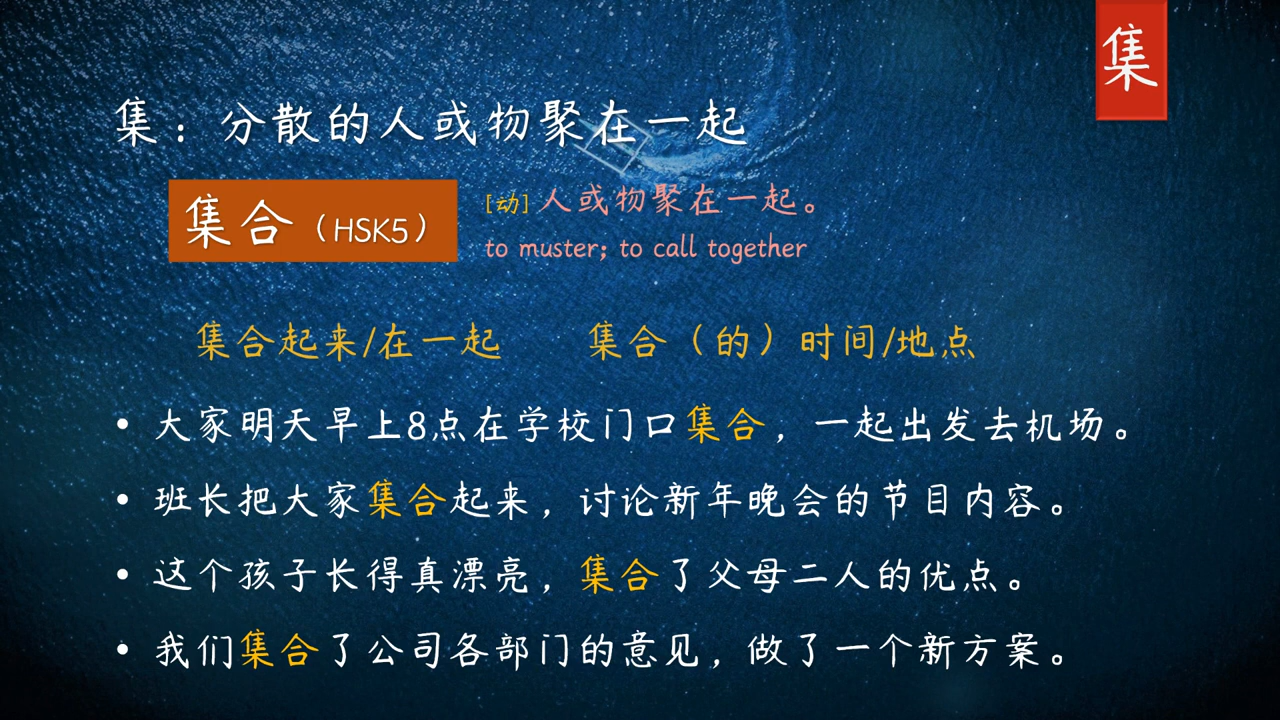 集
集：分散的人或物聚在一起
集合（HSK5）
[动] 人或物聚在一起。
to muster; to call together
集合起来/在一起 集合（的）时间/地点
• 大家明天早上8点在学校门口集合，一起出发去机场。
• 班长把大家集合起来，讨论新年晚会的节目内容。
• 这个孩子长得真漂亮，集合了父母二人的优点。
• 我们集合了公司各部门的意见，做了一个新方案。